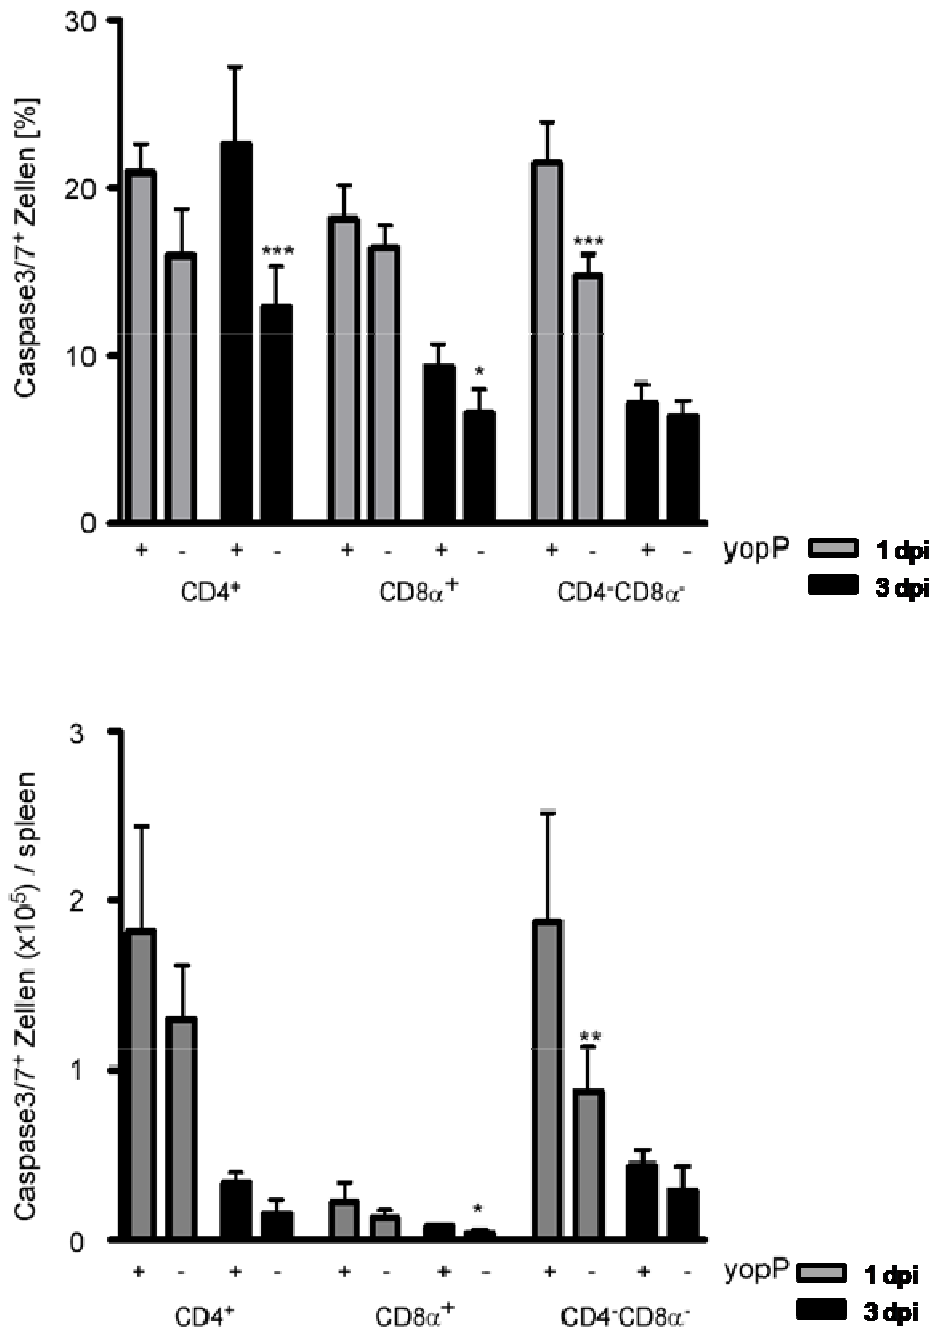 30
20
10
0
Caspase3/7⁺ Zellen [%]
***
*
***
+ - + - + - + - + - + - yopP
CD4⁺ CD8α⁺ CD4⁻CD8α⁻
1 dpi
3 dpi
3
2
1
0
Caspase3/7⁺ Zellen (x10⁵) / spleen
*
**
+ - + - + - + - + - + - yopP
CD4⁺ CD8α⁺ CD4⁻CD8α⁻
1 dpi
3 dpi